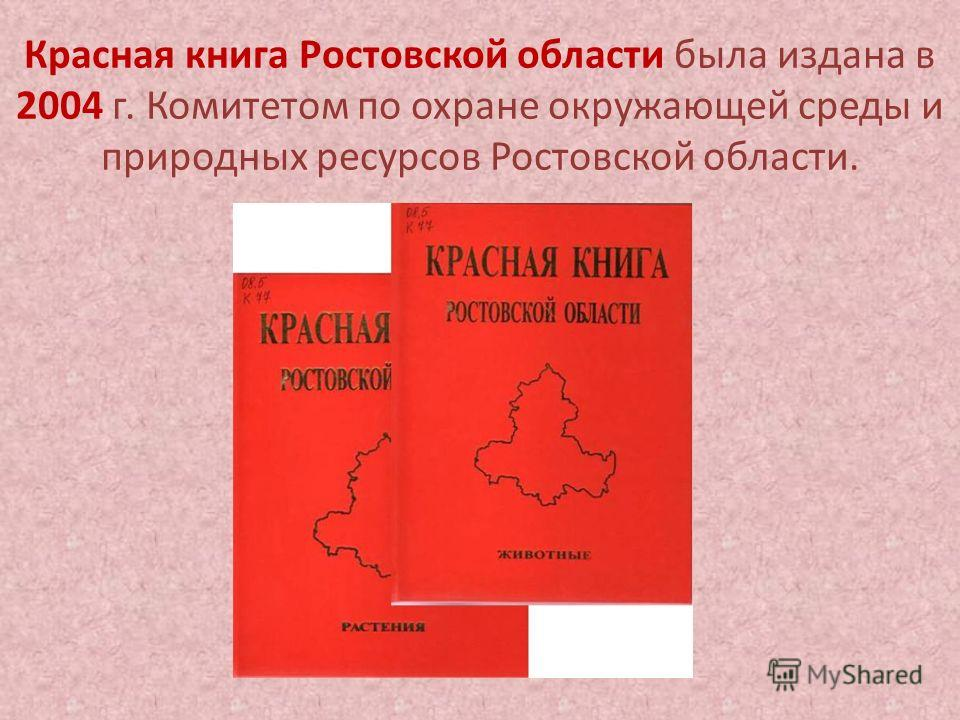 Красная книга Ростовской области была издана в
2004 г. Комитетом по охране окружающей среды и
природных ресурсов Ростовской области.
08.5
К 77
КРАСНАЯ КНИГА
РОСТОВСКОЙ ОБЛАСТИ
ЖИВОТНЫЕ
08.5
К 77
КРАСНАЯ
РОСТОВСКОЙ
РАСТЕНИЯ
MyShared